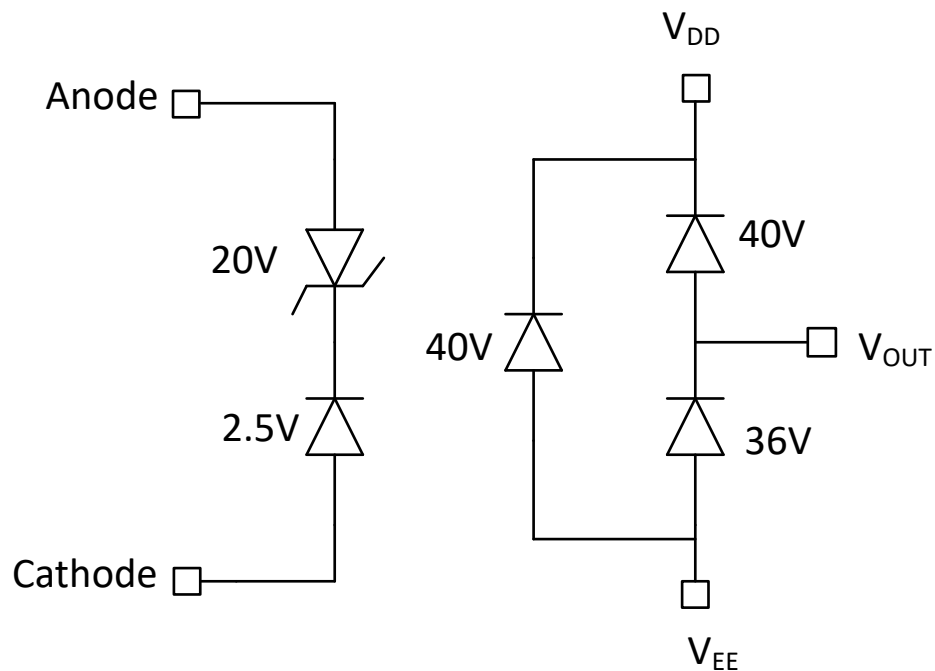 Anode
20V
2.5V
Cathode
V_DD
40V
40V
V_OUT
36V
V_EE